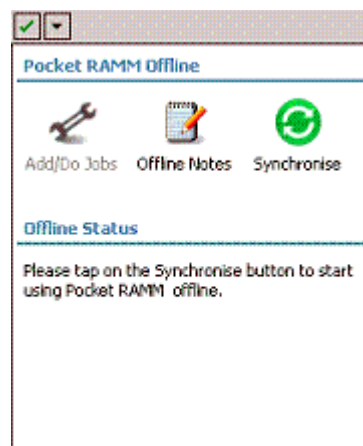 Pocket RAMM Offline
Add/Do Jobs Offline Notes Synchronise
Offline Status
Please tap on the Synchronise button to start
using Pocket RAMM offline.